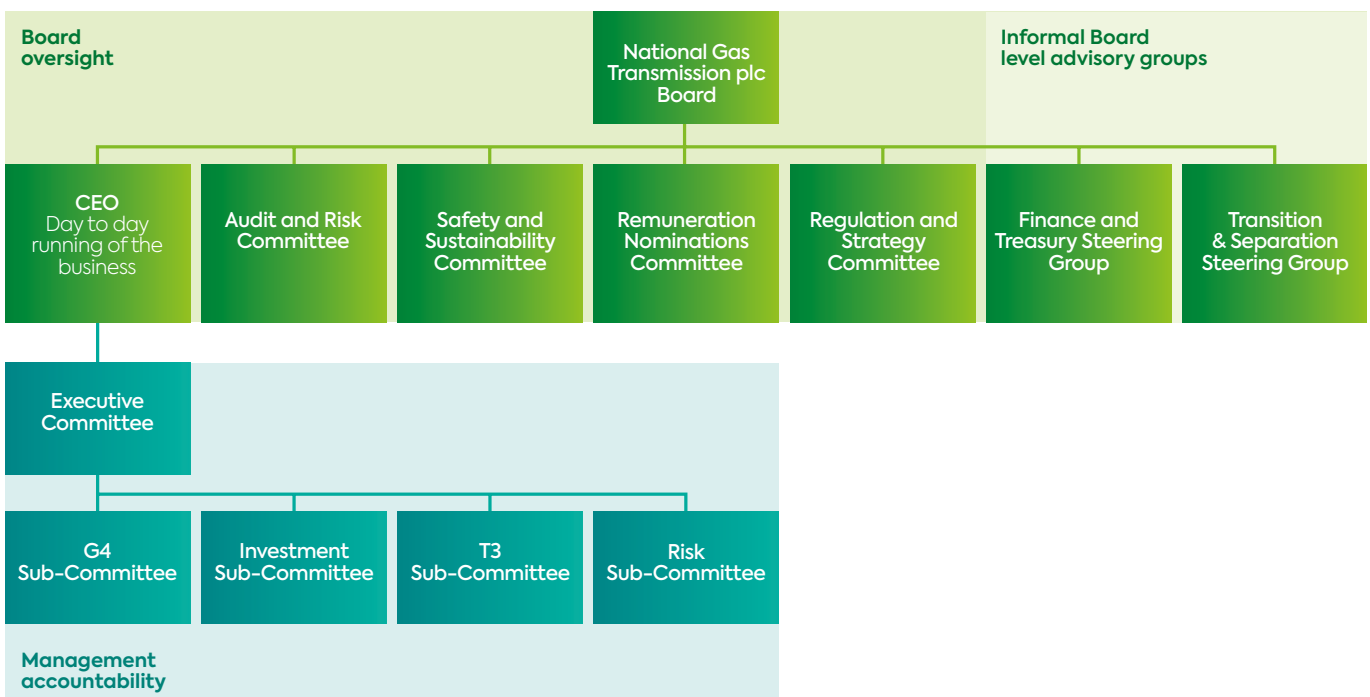 Board
oversight
National Gas
Transmission plc
Board
Informal Board
level advisory groups
CEO
Day to day
running of the
business
Audit and Risk
Committee
Safety and
Sustainability
Committee
Remuneration
Nominations
Committee
Regulation and
Strategy
Committee
Finance and
Treasury Steering
Group
Transition
& Separation
Steering Group
Executive
Committee
G4
Sub-Committee
Investment
Sub-Committee
T3
Sub-Committee
Risk
Sub-Committee
Management
accountability